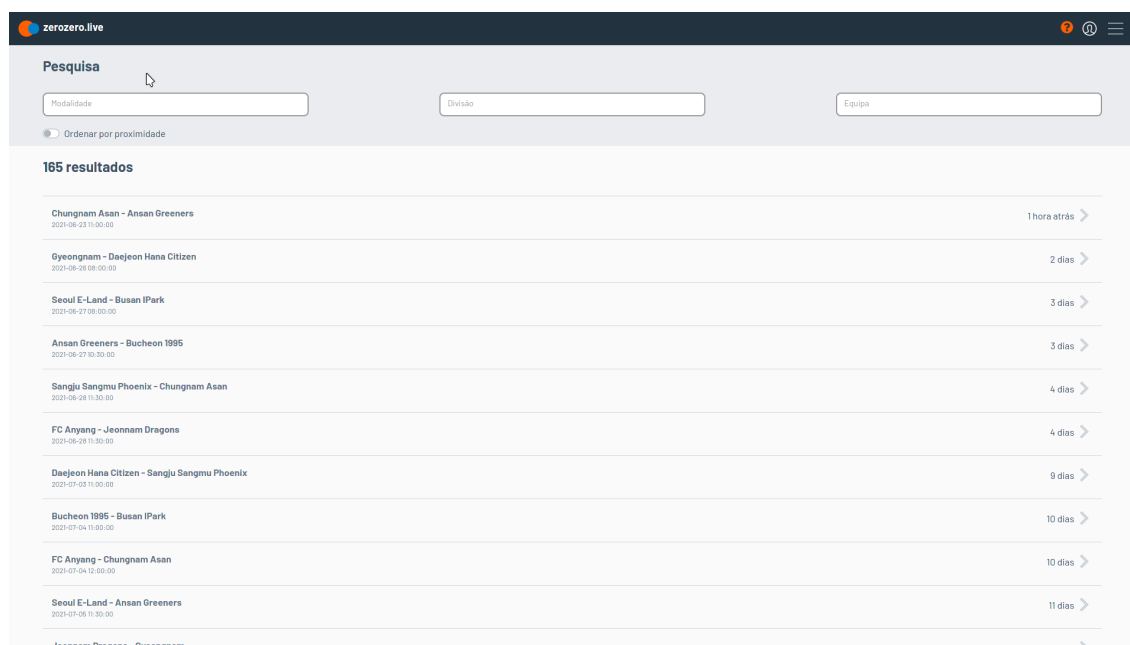 zerozero.live
?
Pesquisa
Modalidade
Divisão
Equipa
Ordenar por proximidade
165 resultados
Chungnam Asan - Ansan Greeners
2021-06-23 11:00:00
1 hora atrás
Gyeongnam - Daejeon Hana Citizen
2021-06-26 08:00:00
2 dias
Seoul E-Land - Busan IPark
2021-06-27 08:00:00
3 dias
Ansan Greeners - Bucheon 1995
2021-06-27 10:30:00
3 dias
Sangju Sangmu Phoenix - Chungnam Asan
2021-06-28 11:30:00
4 dias
FC Anyang - Jeonnam Dragons
2021-06-28 11:30:00
4 dias
Daejeon Hana Citizen - Sangju Sangmu Phoenix
2021-07-03 11:00:00
9 dias
Bucheon 1995 - Busan IPark
2021-07-04 11:00:00
10 dias
FC Anyang - Chungnam Asan
2021-07-04 12:00:00
10 dias
Seoul E-Land - Ansan Greeners
2021-07-05 11:30:00
11 dias